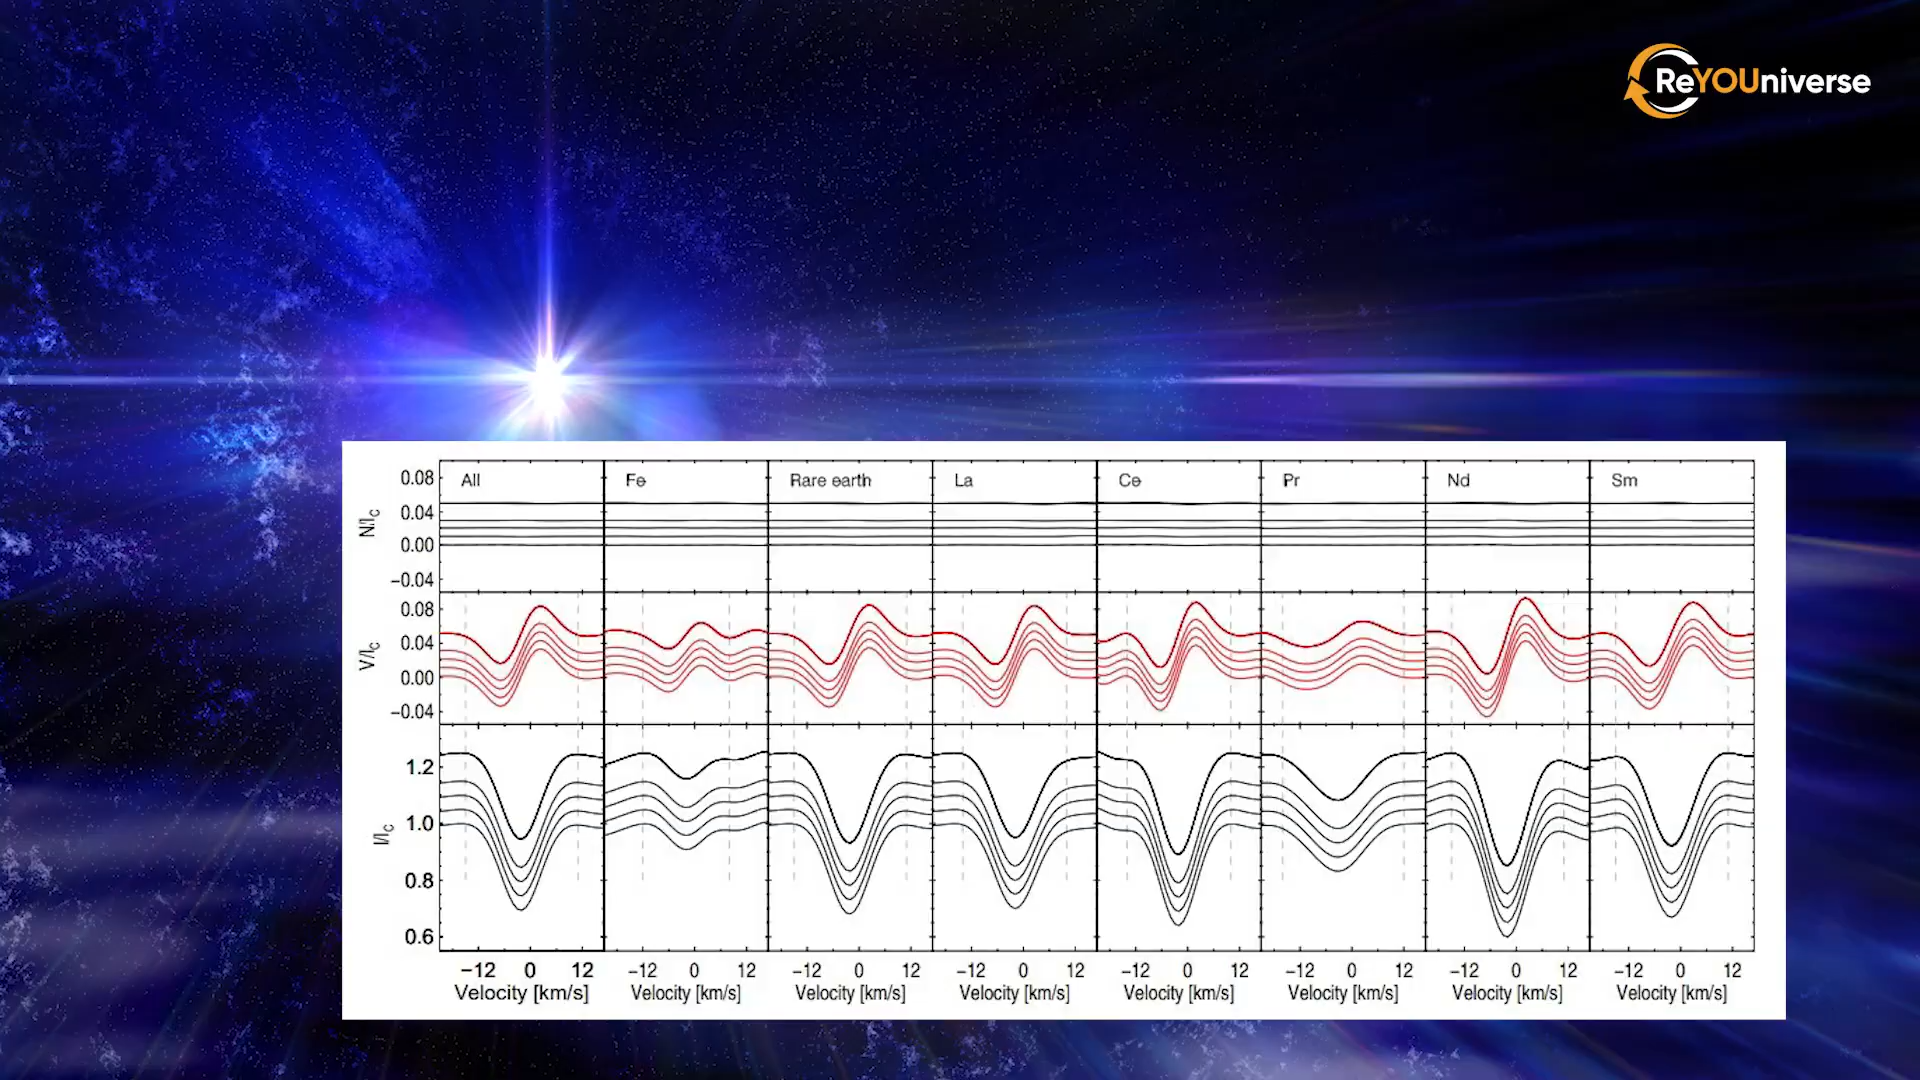 ReYOUniverse
All Fe Rare earth La Ce Pr Nd Sm
N/IC
0.08
0.04
0.00
−0.04
V/IC
0.08
0.04
0.00
−0.04
I/IC
1.2
1.0
0.8
0.6
−12 0 12 −12 0 12 −12 0 12 −12 0 12 −12 0 12 −12 0 12 −12 0 12 −12 0 12
Velocity [km/s] Velocity [km/s] Velocity [km/s] Velocity [km/s] Velocity [km/s] Velocity [km/s] Velocity [km/s] Velocity [km/s]